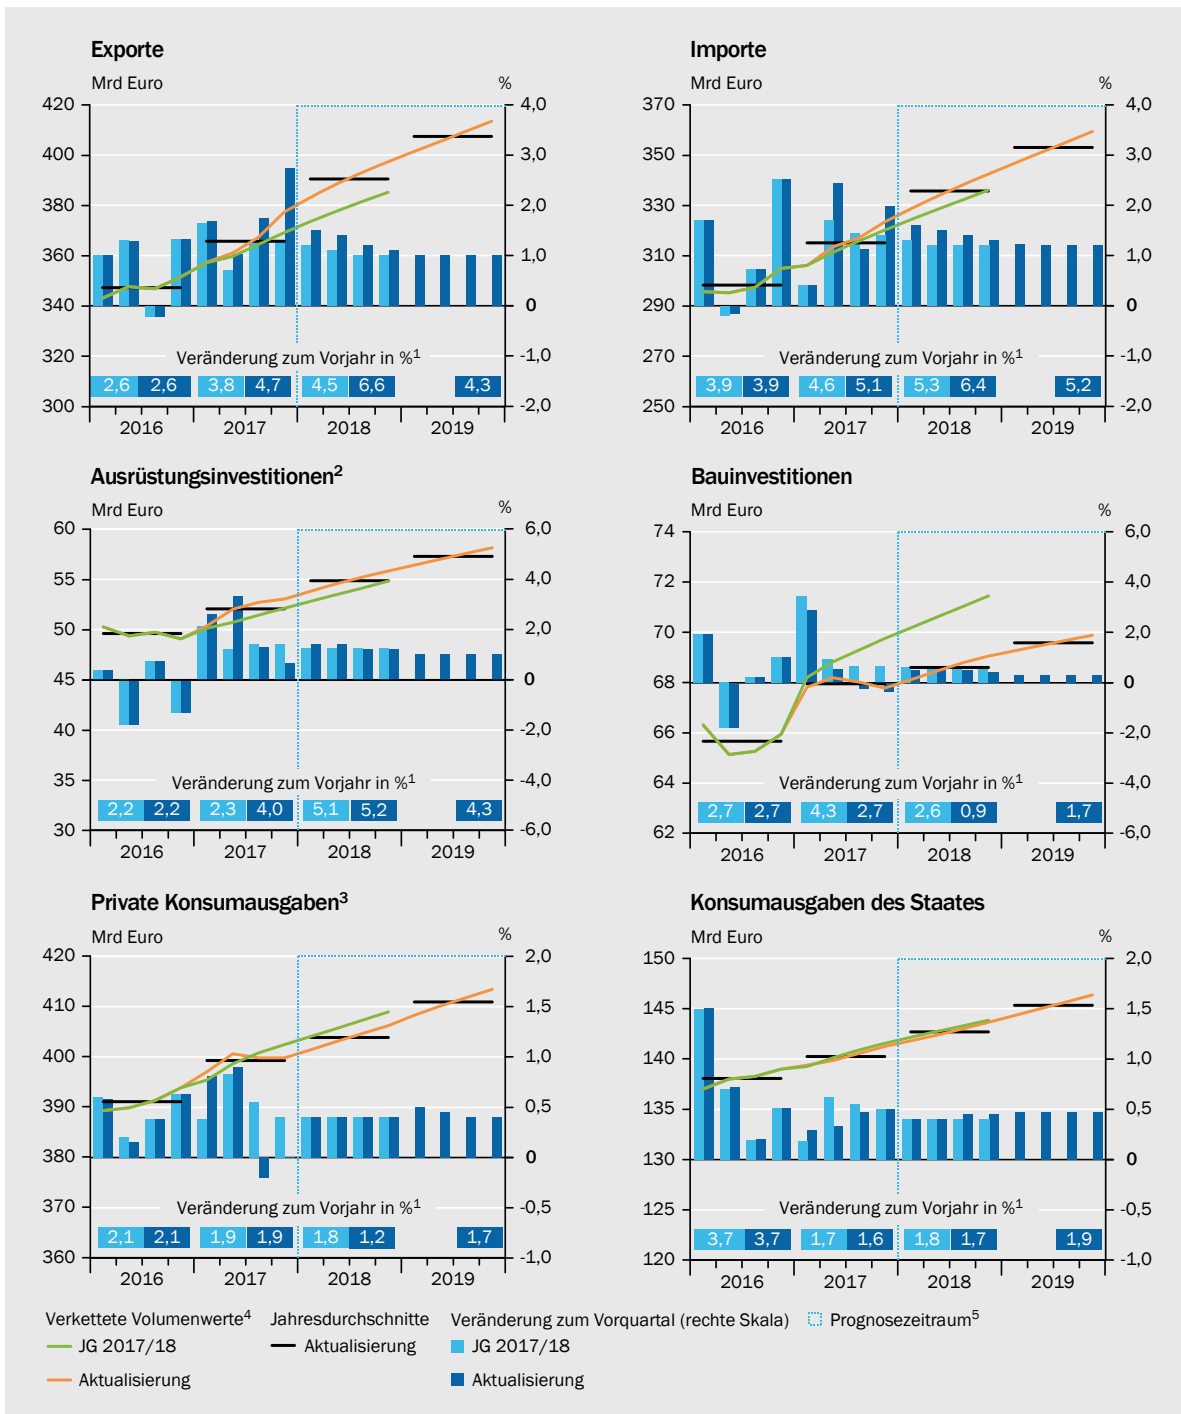 Exporte
Mrd Euro %
420 4,0
400 3,0
380 2,0
360 1,0
340 0
320 -1,0
300 -2,0
Veränderung zum Vorjahr in %1
2,6 2,6 3,8 4,7 4,5 6,6 4,3
2016 2017 2018 2019
Importe
Mrd Euro %
370 4,0
350 3,0
330 2,0
310 1,0
290 0
270 -1,0
250 -2,0
Veränderung zum Vorjahr in %1
3,9 3,9 4,6 5,1 5,3 6,4 5,2
2016 2017 2018 2019
Ausrüstungsinvestitionen2
Mrd Euro %
60 6,0
55 4,0
50 2,0
45 0
40 -2,0
35 -4,0
30 -6,0
Veränderung zum Vorjahr in %1
2,2 2,2 2,3 4,0 5,1 5,2 4,3
2016 2017 2018 2019
Bauinvestitionen
Mrd Euro %
74 6,0
72 4,0
70 2,0
68 0
66 -2,0
64 -4,0
62 -6,0
Veränderung zum Vorjahr in %1
2,7 2,7 4,3 2,7 2,6 0,9 1,7
2016 2017 2018 2019
Private Konsumausgaben3
Mrd Euro %
420 2,0
410 1,5
400 1,0
390 0,5
380 0
370 -0,5
360 -1,0
Veränderung zum Vorjahr in %1
2,1 2,1 1,9 1,9 1,8 1,2 1,7
2016 2017 2018 2019
Konsumausgaben des Staates
Mrd Euro %
150 2,0
145 1,5
140 1,0
135 0,5
130 0
125 -0,5
120 -1,0
Veränderung zum Vorjahr in %1
3,7 3,7 1,7 1,6 1,8 1,7 1,9
2016 2017 2018 2019
Verkettete Volumenwerte4 Jahresdurchschnitte Veränderung zum Vorquartal (rechte Skala) Prognosezeitraum5
JG 2017/18 Aktualisierung JG 2017/18
Aktualisierung Aktualisierung